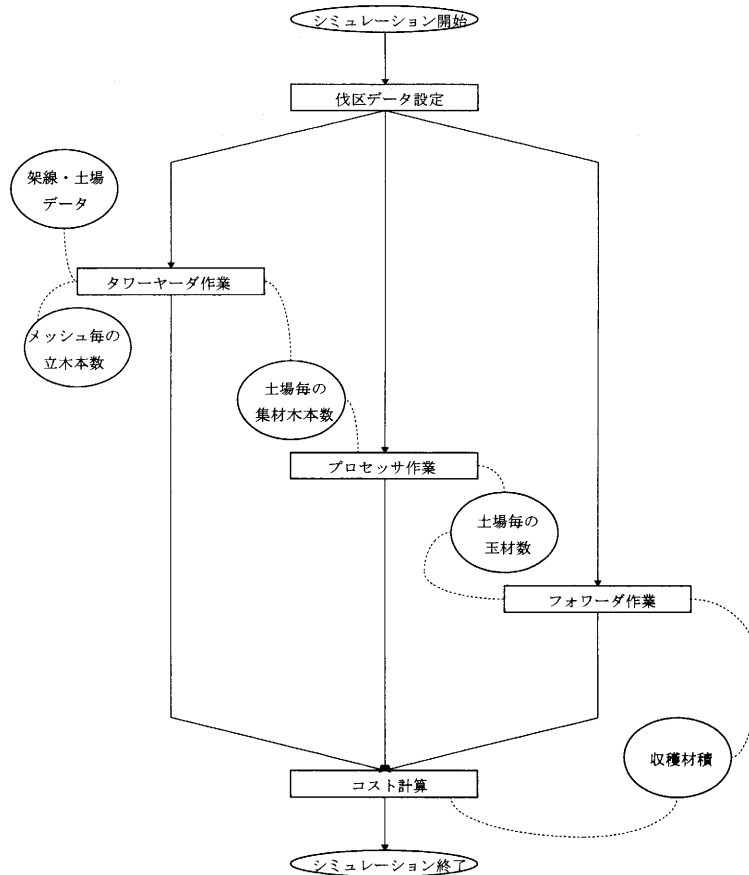 シミュレーション開始
伐区データ設定
架線・土場
データ
タワーヤーダ作業
メッシュ毎の
立木本数
土場毎の
集材木本数
プロセッサ作業
土場毎の
玉材数
フォワーダ作業
収穫材積
コスト計算
シミュレーション終了